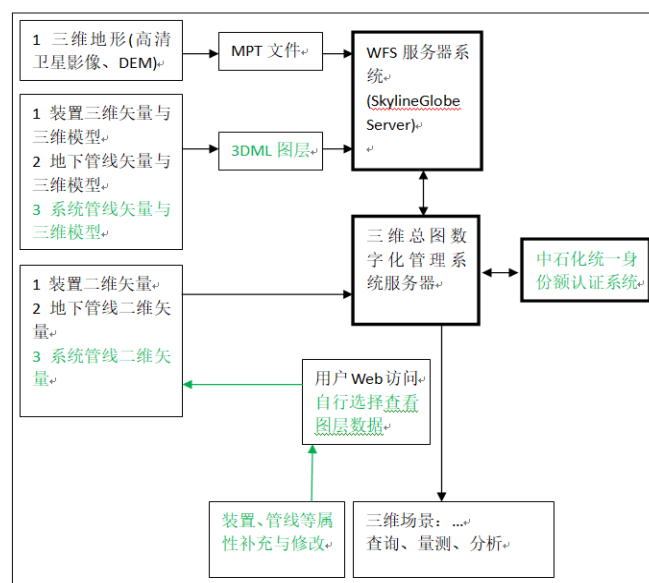 1 三维地形(高清
卫星影像、DEM)
MPT 文件
WFS 服务器系
统
(SkylineGlobe
Server)
1 装置三维矢量与
三维模型
2 地下管线矢量与
三维模型
3 系统管线矢量与
三维模型
3DML 图层
三维总图数
字化管理系
统服务器
中石化统一身
份额认证系统
1 装置二维矢量
2 地下管线二维矢
量
3 系统管线二维矢
量
用户 Web 访问
自行选择查看
图层数据
装置、管线等属
性补充与修改
三维场景：...
查询、量测、分析